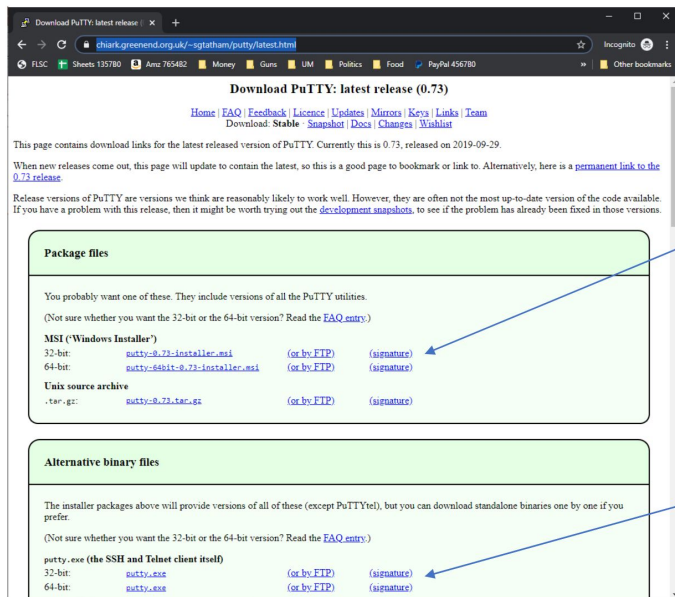 Download PuTTY: latest release
Incognito
chiark.greenend.org.uk/~sgtatham/putty/latest.html
FLSC Sheets 135780 Amz 765482 Money Guns UM Politics Food PayPal 456780 » Other bookmarks
Download PuTTY: latest release (0.73)
Home | FAQ | Feedback | Licence | Updates | Mirrors | Keys | Links | Team
Download: Stable · Snapshot | Docs | Changes | Wishlist
This page contains download links for the latest released version of PuTTY. Currently this is 0.73, released on 2019-09-29.
When new releases come out, this page will update to contain the latest, so this is a good page to bookmark or link to. Alternatively, here is a permanent link to the
0.73 release.
Release versions of PuTTY are versions we think are reasonably likely to work well. However, they are often not the most up-to-date version of the code available.
If you have a problem with this release, then it might be worth trying out the development snapshots, to see if the problem has already been fixed in those versions.
Package files
You probably want one of these. They include versions of all the PuTTY utilities.
(Not sure whether you want the 32-bit or the 64-bit version? Read the FAQ entry.)
MSI (‘Windows Installer’)
32-bit: putty-0.73-installer.msi (or by FTP) (signature)
64-bit: putty-64bit-0.73-installer.msi (or by FTP) (signature)
Unix source archive
.tar.gz: putty-0.73.tar.gz (or by FTP) (signature)
Alternative binary files
The installer packages above will provide versions of all of these (except PuTTYtel), but you can download standalone binaries one by one if you
prefer.
(Not sure whether you want the 32-bit or the 64-bit version? Read the FAQ entry.)
putty.exe (the SSH and Telnet client itself)
32-bit: putty.exe (or by FTP) (signature)
64-bit: putty.exe (or by FTP) (signature)